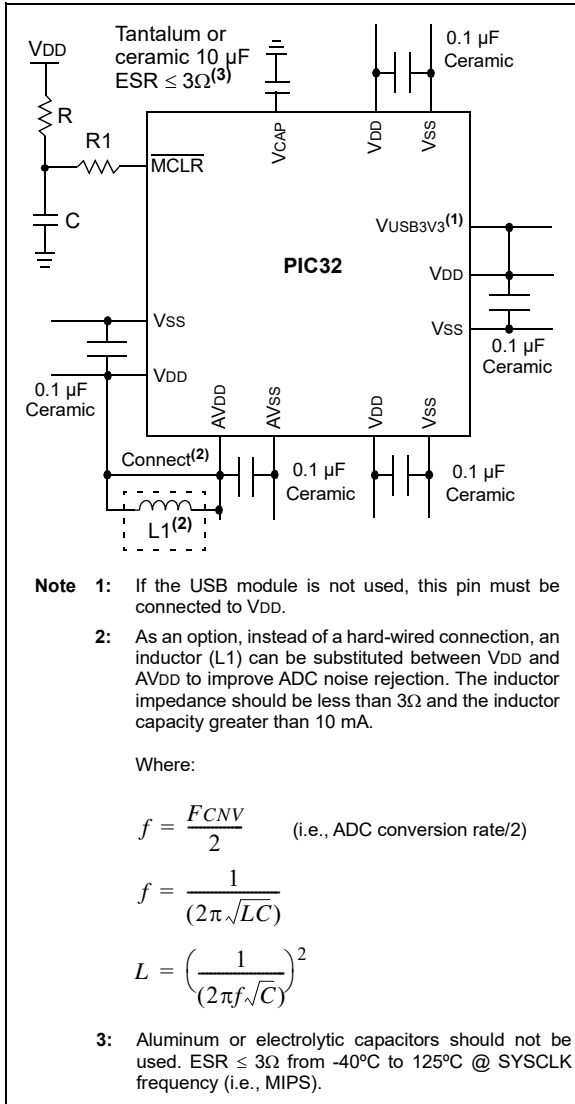 Tantalum or
ceramic 10 µF
ESR ≤ 3Ω(3)
VDD
R
R1
C
0.1 µF
Ceramic
MCLR
VCAP
VDD
VSS
VUSB3V3(1)
VDD
VSS
PIC32
0.1 µF
Ceramic
VSS
VDD
0.1 µF
Ceramic
AVDD
AVSS
VDD
VSS
Connect(2)
L1(2)
0.1 µF
Ceramic
0.1 µF
Ceramic
Note 1: If the USB module is not used, this pin must be
connected to VDD.
2: As an option, instead of a hard-wired connection, an
inductor (L1) can be substituted between VDD and
AVDD to improve ADC noise rejection. The inductor
impedance should be less than 3Ω and the inductor
capacity greater than 10 mA.
Where:
f = FCNV / 2 (i.e., ADC conversion rate/2)
f = 1 / (2π√LC)
L = (1 / (2πf√C))²
3: Aluminum or electrolytic capacitors should not be
used. ESR ≤ 3Ω from -40ºC to 125ºC @ SYSCLK
frequency (i.e., MIPS).